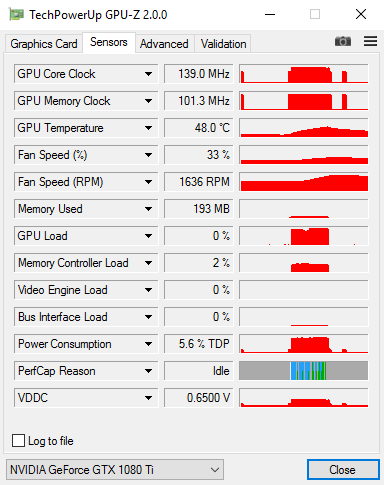 TechPowerUp GPU-Z 2.0.0
Graphics Card Sensors Advanced Validation
GPU Core Clock 139.0 MHz
GPU Memory Clock 101.3 MHz
GPU Temperature 48.0 °C
Fan Speed (%) 33 %
Fan Speed (RPM) 1636 RPM
Memory Used 193 MB
GPU Load 0 %
Memory Controller Load 2 %
Video Engine Load 0 %
Bus Interface Load 0 %
Power Consumption 5.6 % TDP
PerfCap Reason Idle
VDDC 0.6500 V
Log to file
NVIDIA GeForce GTX 1080 Ti Close